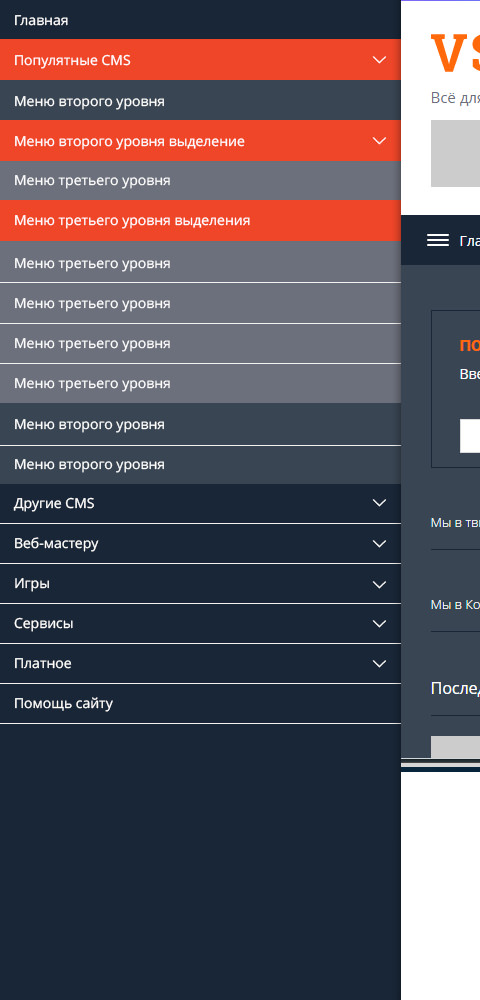 Главная
Популятные CMS
Меню второго уровня
Меню второго уровня выделение
Меню третьего уровня
Меню третьего уровня выделения
Меню третьего уровня
Меню третьего уровня
Меню третьего уровня
Меню третьего уровня
Меню второго уровня
Меню второго уровня
Другие CMS
Веб-мастеру
Игры
Сервисы
Платное
Помощь сайту
VS
Всё для
Гла
ПО
Вве
Мы в тви
Мы в Ко
Послед